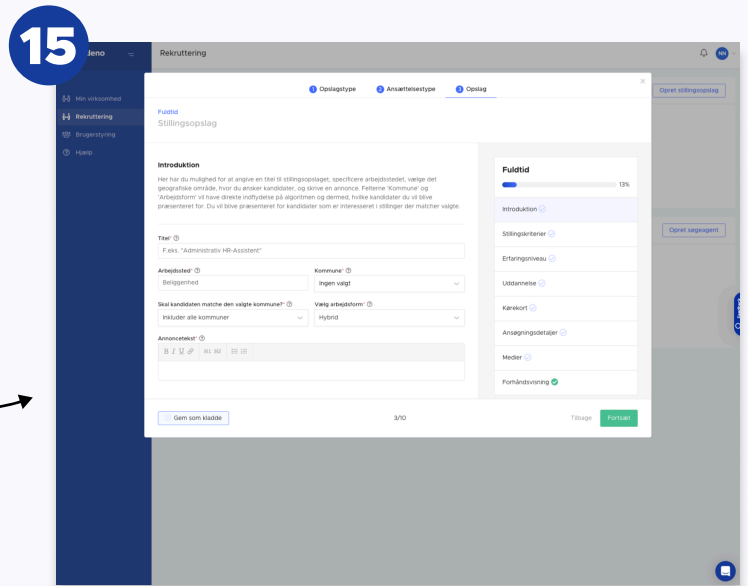 15
deno
Rekruttering
NN
Min virksomhed
Rekruttering
Brugerstyring
Hjælp
Opret stillingsopslag
Opret søgeagent
×
1 Opslagstype
2 Ansættelsestype
3 Opslag
Fuldtid
Stillingsopslag
Introduktion
Her har du mulighed for at angive en titel til stillingsopslaget, specificere arbejdsstedet, vælge det
geografiske område, hvor du ønsker kandidater, og skrive en annonce. Felterne 'Kommune' og
'Arbejdsform' vil have direkte indflydelse på algoritmen og dermed, hvilke kandidater du vil blive
præsenteret for. Du vil blive præsenteret for kandidater som er interesseret i stillinger der matcher valgte.
Titel*
F.eks. "Administrativ HR-Assistent"
Arbejdssted*
Kommune*
Beliggenhed
Ingen valgt
Skal kandidaten matche den valgte kommune?*
Vælg arbejdsform*
Inkluder alle kommuner
Hybrid
Annoncetekst*
B I U H1 H2
Fuldtid
13%
Introduktion
Stillingskriterier
Erfaringsniveau
Uddannelse
Kørekort
Ansøgningsdetaljer
Medier
Forhåndsvisning
Gem som kladde
3/10
Tilbage
Fortsæt